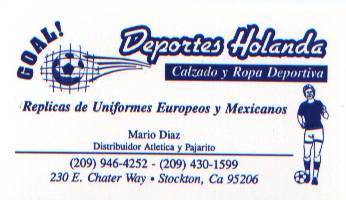 GOAL!
Deportes Holanda
Calzado y Ropa Deportiva
Replicas de Uniformes Europeos y Mexicanos
Mario Diaz
Distribuidor Atletica y Pajarito
(209) 946-4252 - (209) 430-1599
230 E. Chater Way • Stockton, Ca 95206